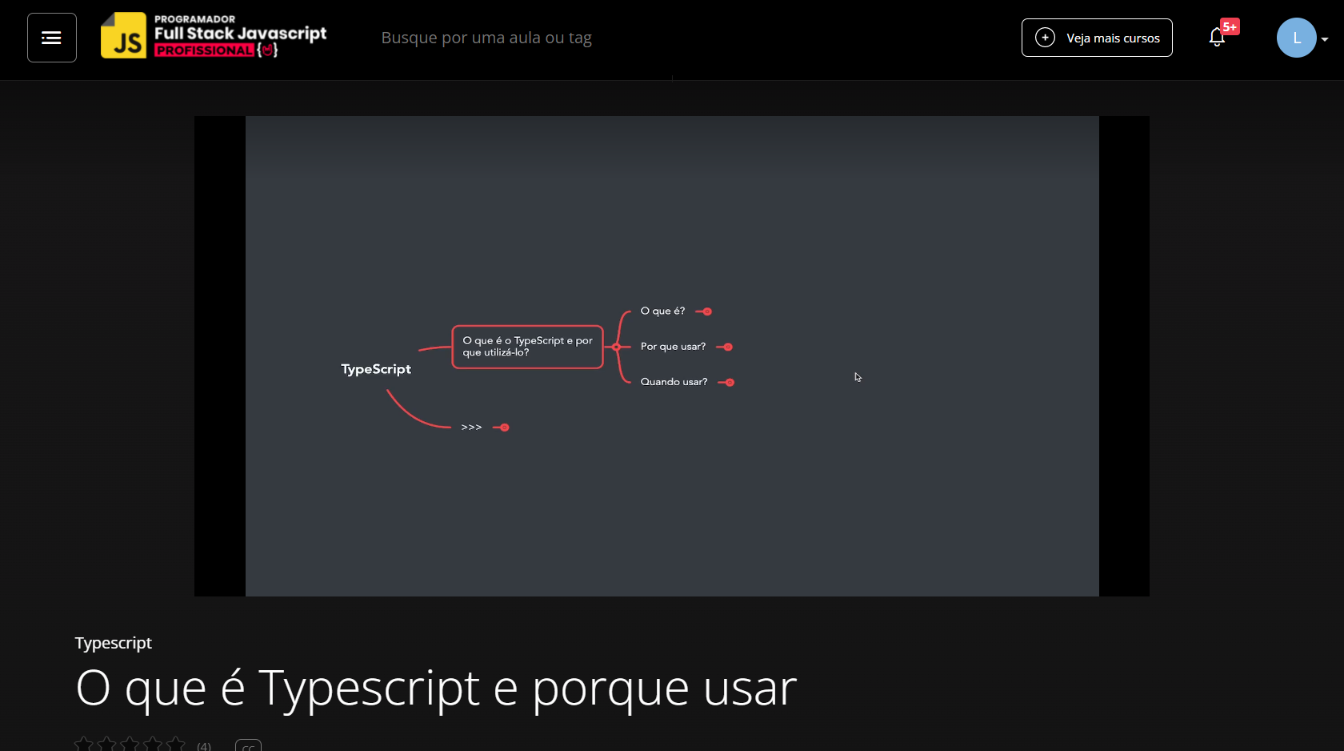 JS
PROGRAMADOR
Full Stack Javascript
PROFISSIONAL { }
Busque por uma aula ou tag
Veja mais cursos
5+
L
O que é?
O que é o TypeScript e por
que utilizá-lo?
Por que usar?
TypeScript
Quando usar?
>>>
Typescript
O que é Typescript e porque usar
(4)
CC